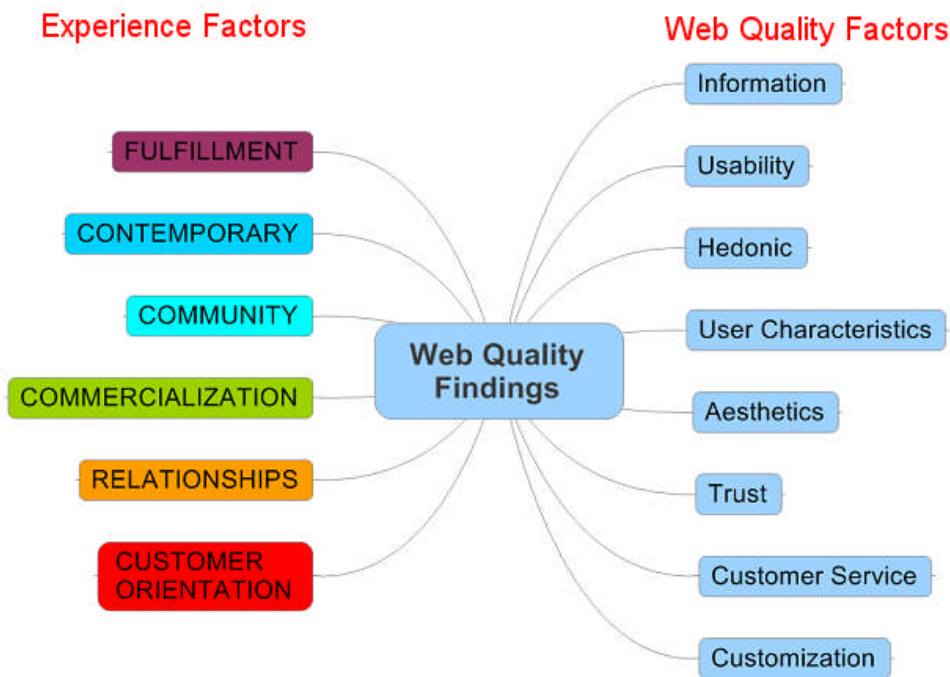 Experience Factors
FULFILLMENT
CONTEMPORARY
COMMUNITY
COMMERCIALIZATION
RELATIONSHIPS
CUSTOMER
ORIENTATION
Web Quality
Findings
Web Quality Factors
Information
Usability
Hedonic
User Characteristics
Aesthetics
Trust
Customer Service
Customization